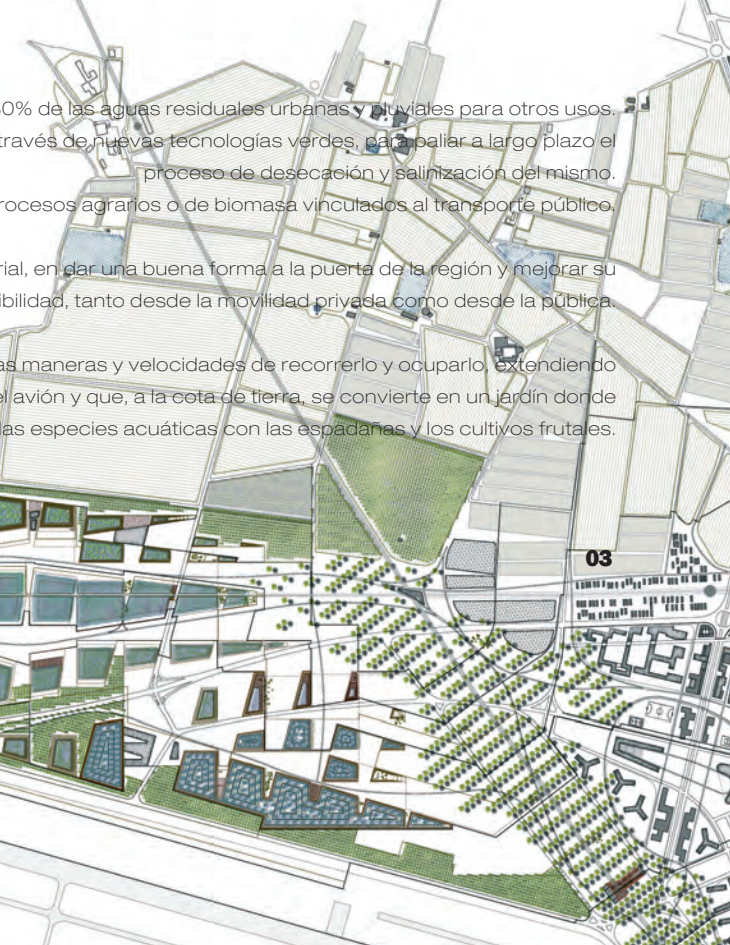 0% de las aguas residuales urbanas y pluviales para otros usos.
través de nuevas tecnologías verdes, para paliar a largo plazo el
proceso de desecación y salinización del mismo.
rocesos agrarios o de biomasa vinculados al transporte público.
rial, en dar una buena forma a la puerta de la región y mejorar su
ibilidad, tanto desde la movilidad privada como desde la pública.
as maneras y velocidades de recorrerlo y ocuparlo, extendiendo
el avión y que, a la cota de tierra, se convierte en un jardín donde
las especies acuáticas con las espadañas y los cultivos frutales.
03